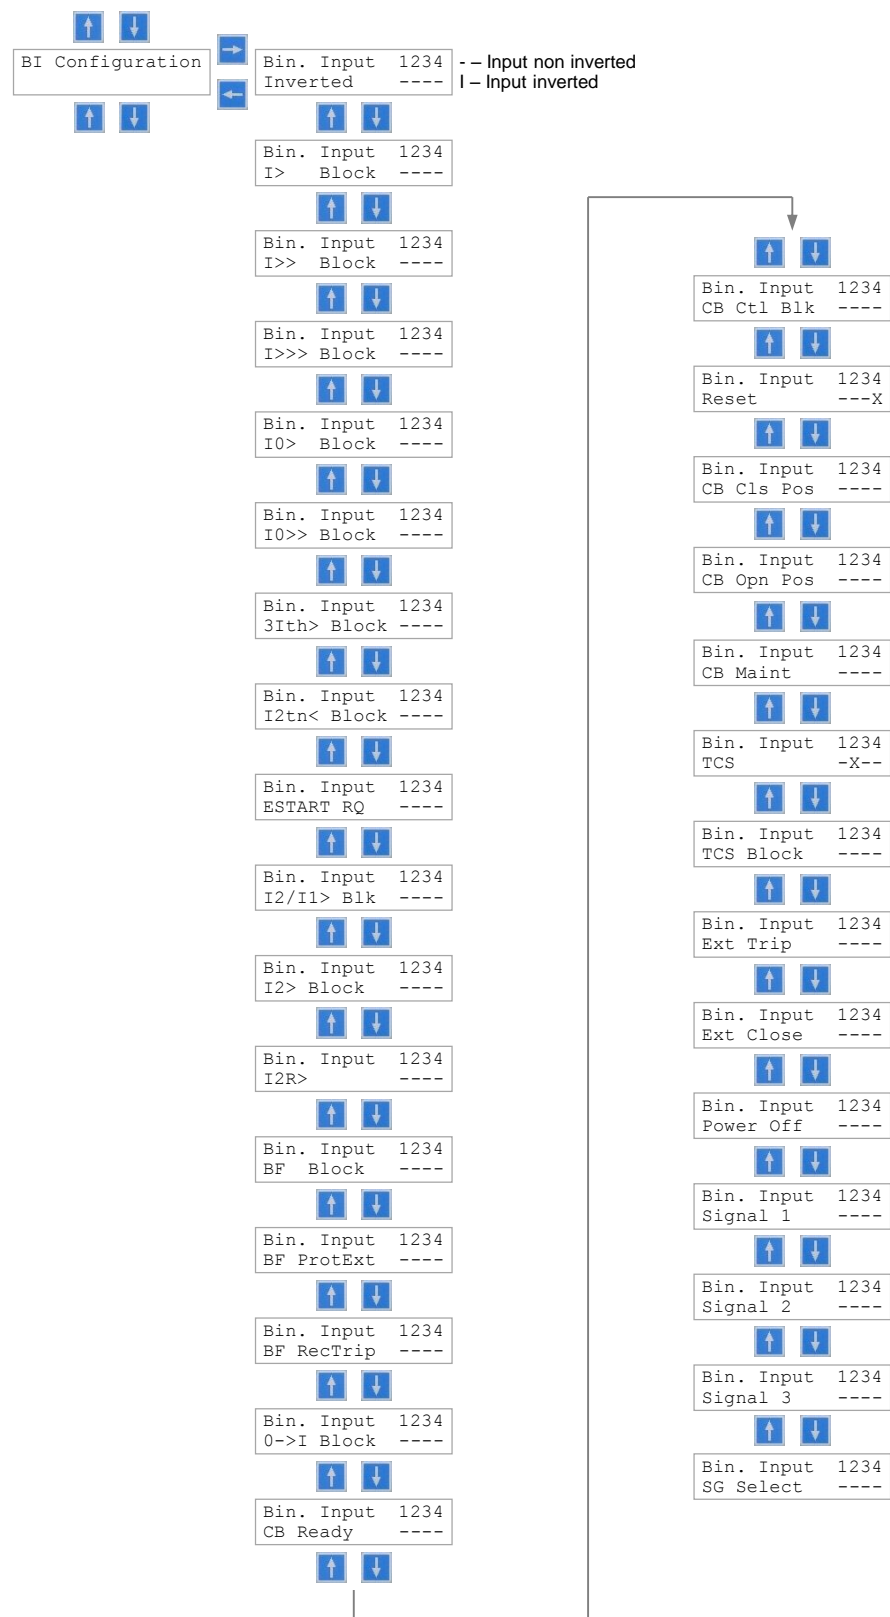 BI Configuration
Bin. Input  1234
Inverted    ----
- – Input non inverted
I – Input inverted
Bin. Input  1234
I>   Block  ----
Bin. Input  1234
I>>  Block  ----
Bin. Input  1234
I>>> Block  ----
Bin. Input  1234
I0>  Block  ----
Bin. Input  1234
I0>> Block  ----
Bin. Input  1234
3Ith> Block ----
Bin. Input  1234
I2tn< Block ----
Bin. Input  1234
ESTART RQ   ----
Bin. Input  1234
I2/I1> Blk  ----
Bin. Input  1234
I2> Block   ----
Bin. Input  1234
I2R>        ----
Bin. Input  1234
BF  Block   ----
Bin. Input  1234
BF ProtExt  ----
Bin. Input  1234
BF RecTrip  ----
Bin. Input  1234
0->I Block  ----
Bin. Input  1234
CB Ready    ----
Bin. Input  1234
CB Ctl Blk  ----
Bin. Input  1234
Reset       ---X
Bin. Input  1234
CB Cls Pos  ----
Bin. Input  1234
CB Opn Pos  ----
Bin. Input  1234
CB Maint    ----
Bin. Input  1234
TCS         -X--
Bin. Input  1234
TCS Block   ----
Bin. Input  1234
Ext Trip    ----
Bin. Input  1234
Ext Close   ----
Bin. Input  1234
Power Off   ----
Bin. Input  1234
Signal 1    ----
Bin. Input  1234
Signal 2    ----
Bin. Input  1234
Signal 3    ----
Bin. Input  1234
SG Select   ----